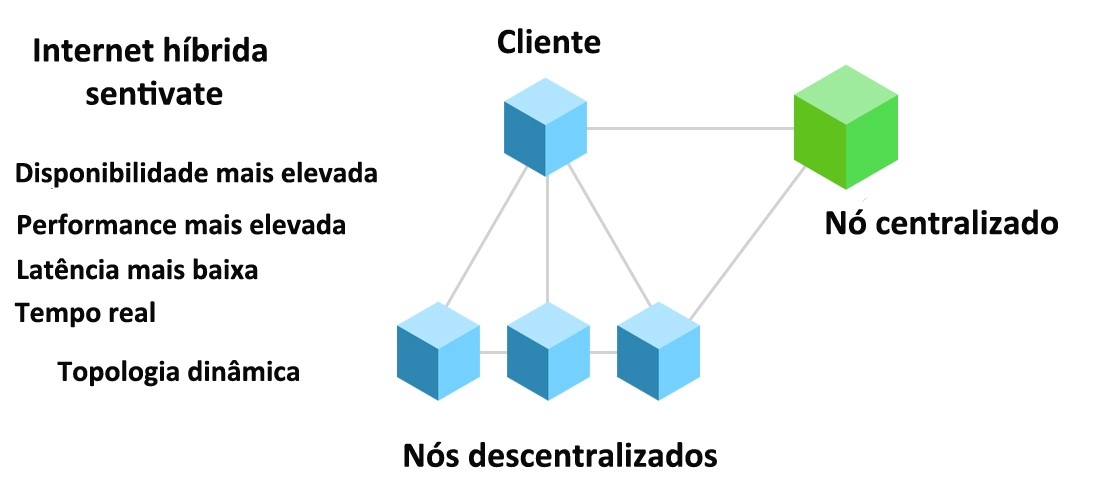 Internet híbrida
sentivate
Cliente
Disponibilidade mais elevada
Performance mais elevada
Latência mais baixa
Tempo real
Topologia dinâmica
Nó centralizado
Nós descentralizados